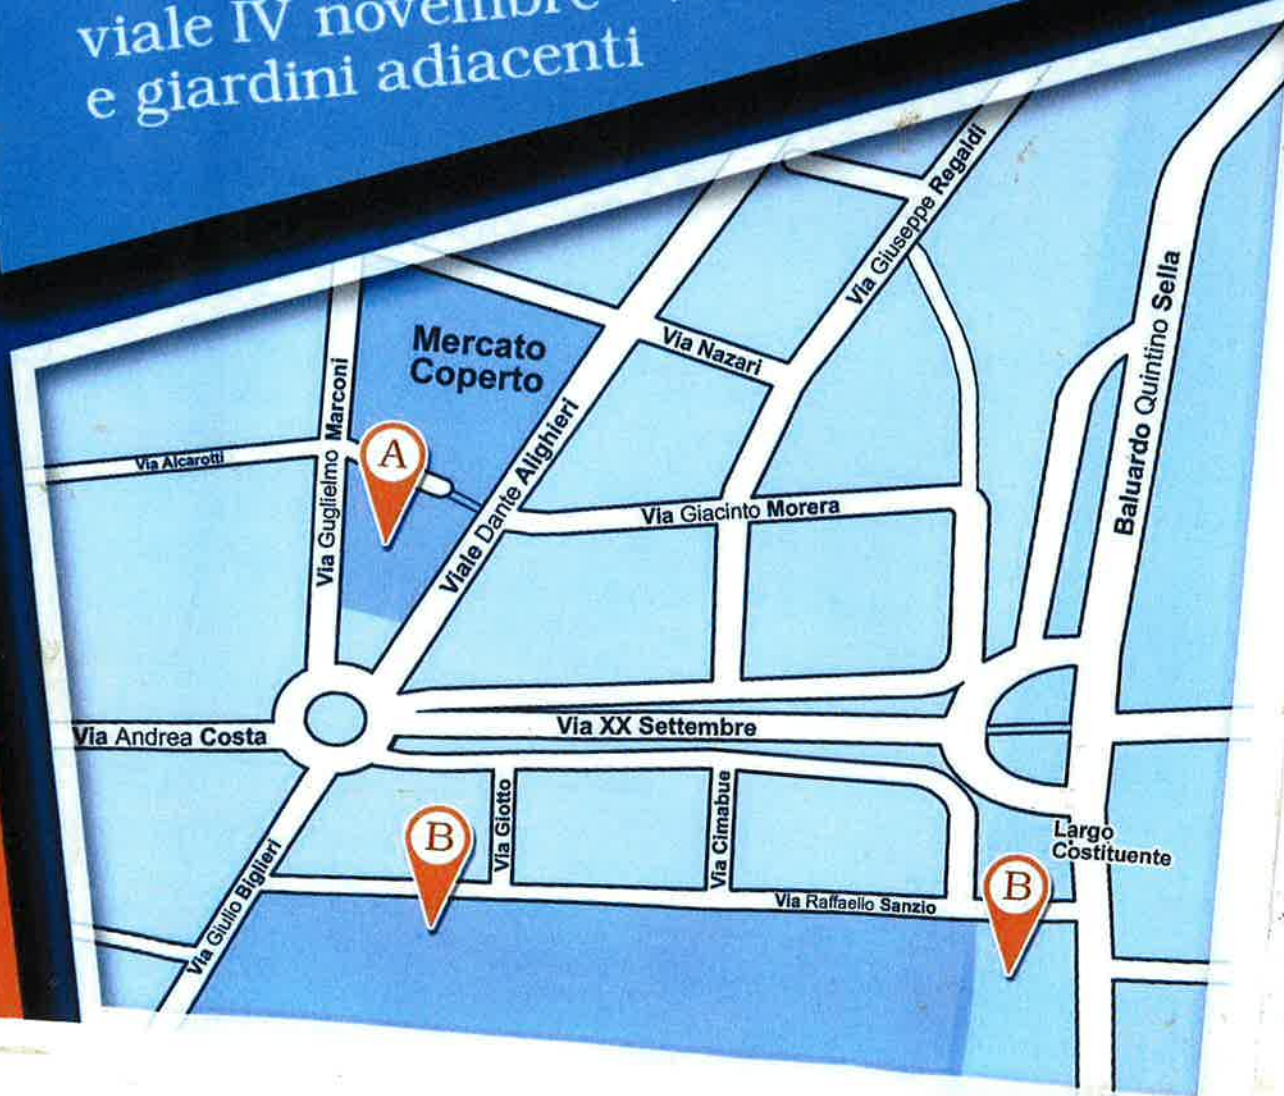 viale IV novembre
e giardini adiacenti
Via Giuseppe Regaldi
Mercato
Coperto
Via Nazari
Baluardo Quintino Sella
Via Guglielmo Marconi
Via Alcarotti
A
Viale Dante Alighieri
Via Giacinto Morera
Via Andrea Costa
Via XX Settembre
Via Giotto
Via Cimabue
B
Largo
Costituente
Via Giulio Biglieri
Via Raffaello Sanzio
B